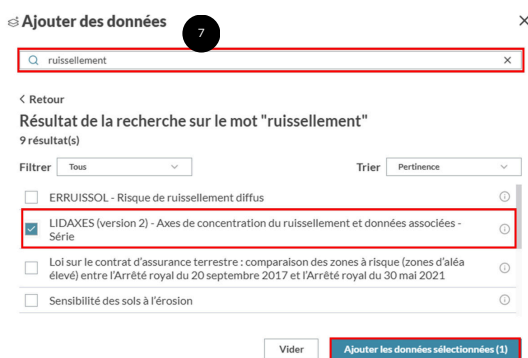 Ajouter des données
7
ruissellement
< Retour
Résultat de la recherche sur le mot "ruissellement"
9 résultat(s)
Filtrer Tous Trier Pertinence
ERRUISSOL - Risque de ruissellement diffus
LIDAXES (version 2) - Axes de concentration du ruissellement et données associées -
Série
Loi sur le contrat d'assurance terrestre : comparaison des zones à risque (zones d'aléa
élevé) entre l'Arrêté royal du 20 septembre 2017 et l'Arrêté royal du 30 mai 2021
Sensibilité des sols à l'érosion
Vider Ajouter les données sélectionnées (1)